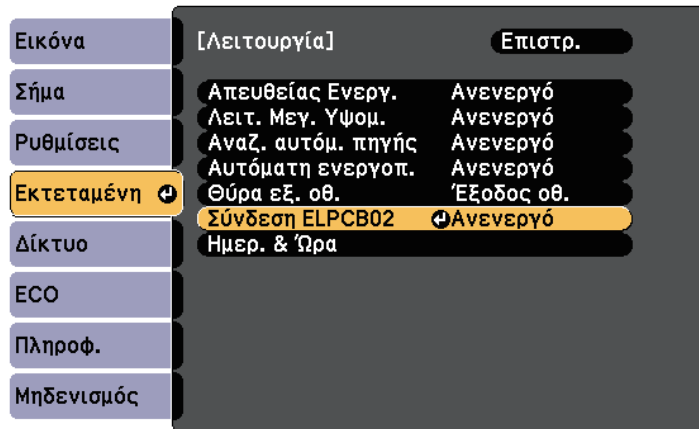 Εικόνα
Σήμα
Ρυθμίσεις
Εκτεταμένη
Δίκτυο
ECO
Πληροφ.
Μηδενισμός
[Λειτουργία] Επιστρ.
Απευθείας Ενεργ. Ανενεργό
Λειτ. Μεγ. Υψομ. Ανενεργό
Αναζ. αυτόμ. πηγής Ανενεργό
Αυτόματη ενεργοπ. Ανενεργό
Θύρα εξ. οθ. Έξοδος οθ.
Σύνδεση ELPCB02 Ανενεργό
Ημερ. & Ώρα